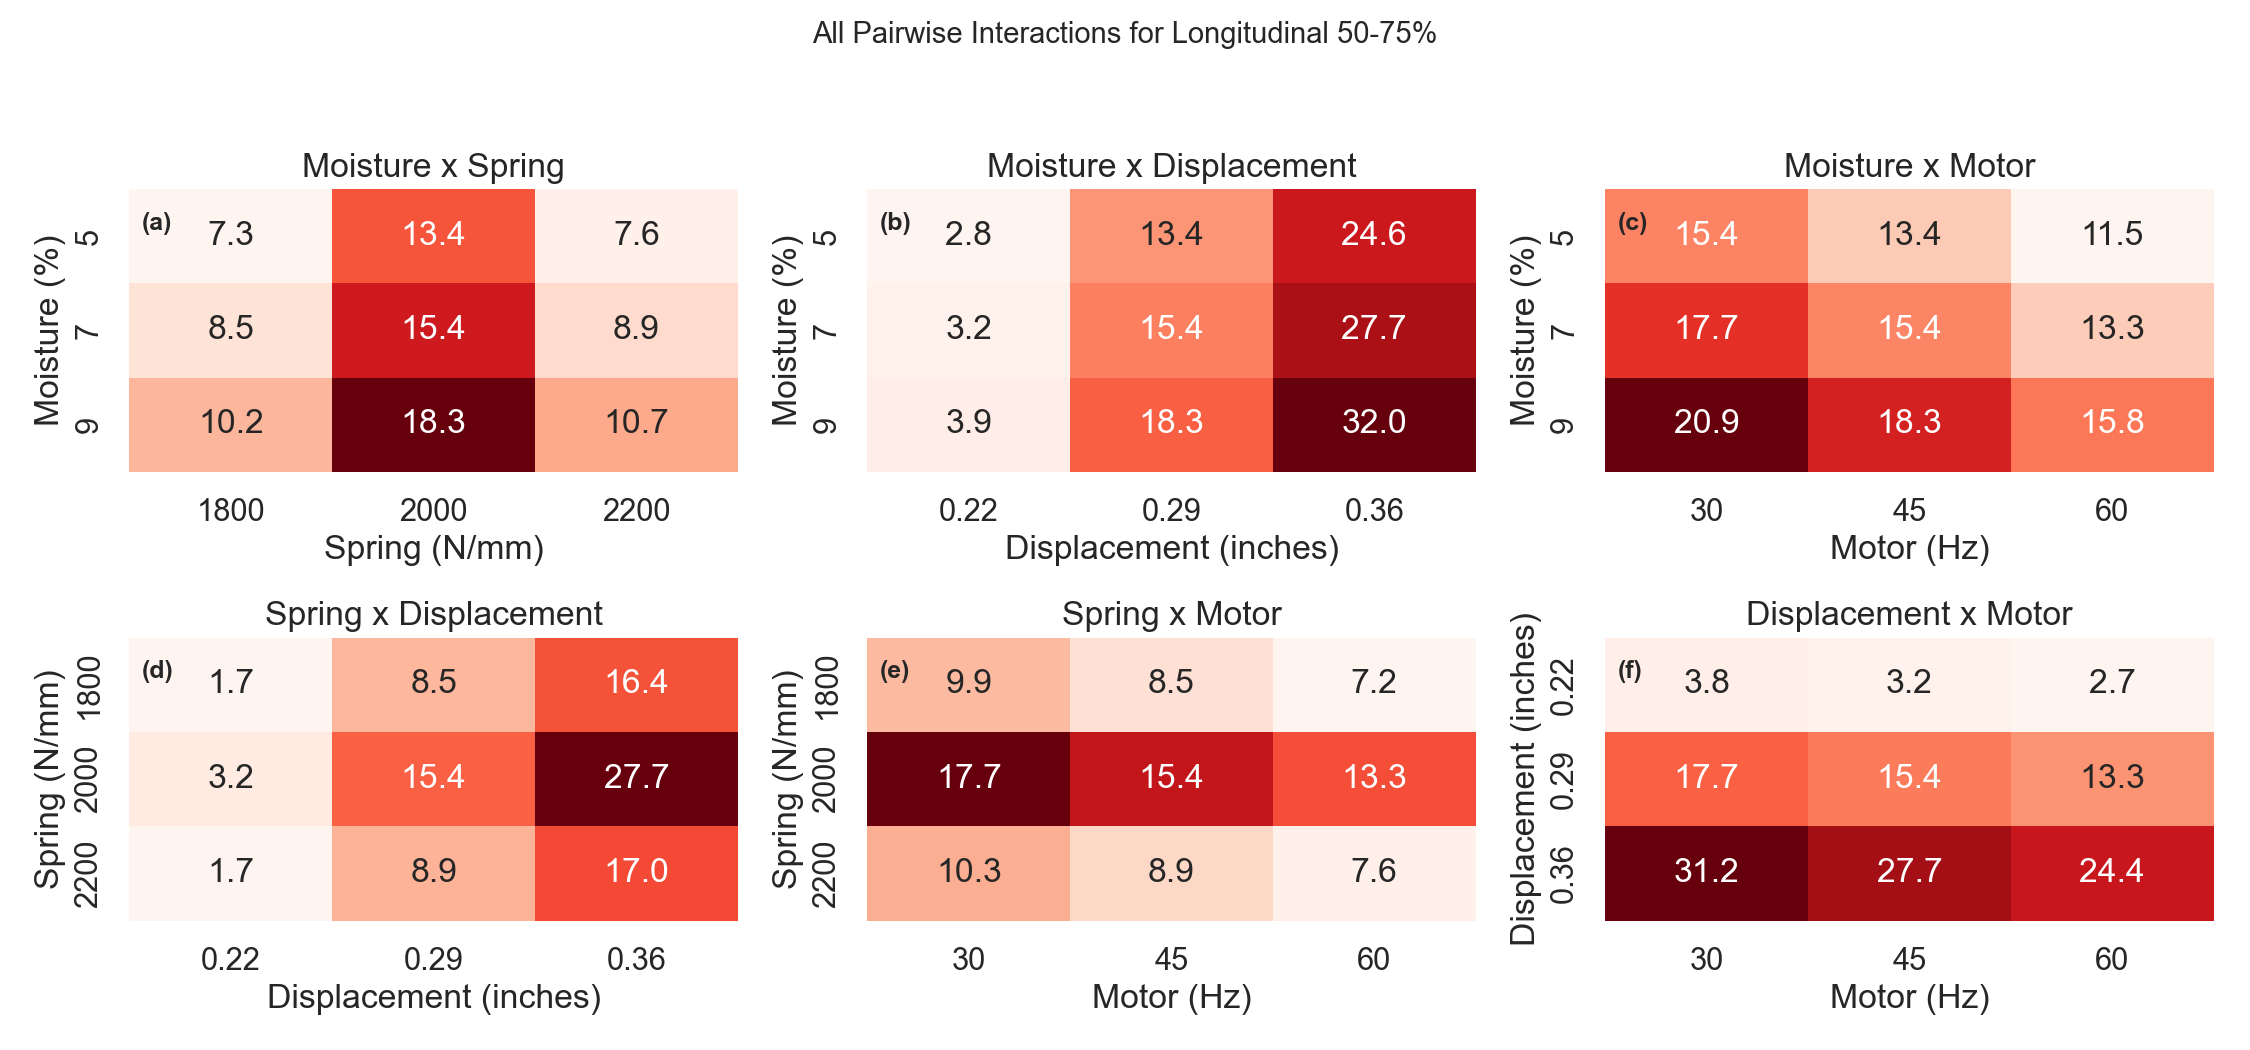 All Pairwise Interactions for Longitudinal 50-75%
Moisture x Spring
(a) 7.3 13.4 7.6
8.5 15.4 8.9
10.2 18.3 10.7
5 7 9
Moisture (%)
1800 2000 2200
Spring (N/mm)
Moisture x Displacement
(b) 2.8 13.4 24.6
3.2 15.4 27.7
3.9 18.3 32.0
5 7 9
Moisture (%)
0.22 0.29 0.36
Displacement (inches)
Moisture x Motor
(c) 15.4 13.4 11.5
17.7 15.4 13.3
20.9 18.3 15.8
5 7 9
Moisture (%)
30 45 60
Motor (Hz)
Spring x Displacement
(d) 1.7 8.5 16.4
3.2 15.4 27.7
1.7 8.9 17.0
1800 2000 2200
Spring (N/mm)
0.22 0.29 0.36
Displacement (inches)
Spring x Motor
(e) 9.9 8.5 7.2
17.7 15.4 13.3
10.3 8.9 7.6
1800 2000 2200
Spring (N/mm)
30 45 60
Motor (Hz)
Displacement x Motor
(f) 3.8 3.2 2.7
17.7 15.4 13.3
31.2 27.7 24.4
0.22 0.29 0.36
Displacement (inches)
30 45 60
Motor (Hz)